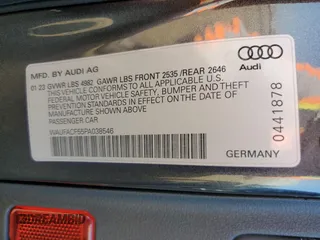 MFD. BY AUDI AG
01 23 GVWR LBS 4982 GAWR LBS FRONT 2535 /REAR 2646
THIS VEHICLE CONFORMS TO ALL APPLICABLE U.S.
FEDERAL MOTOR VEHICLE SAFETY, BUMPER AND THEFT
PREVENTION STANDARDS IN EFFECT ON THE DATE OF
MANUFACTURE SHOWN ABOVE.
PASSENGER CAR
Audi
0441878
GERMANY
DREAMBID